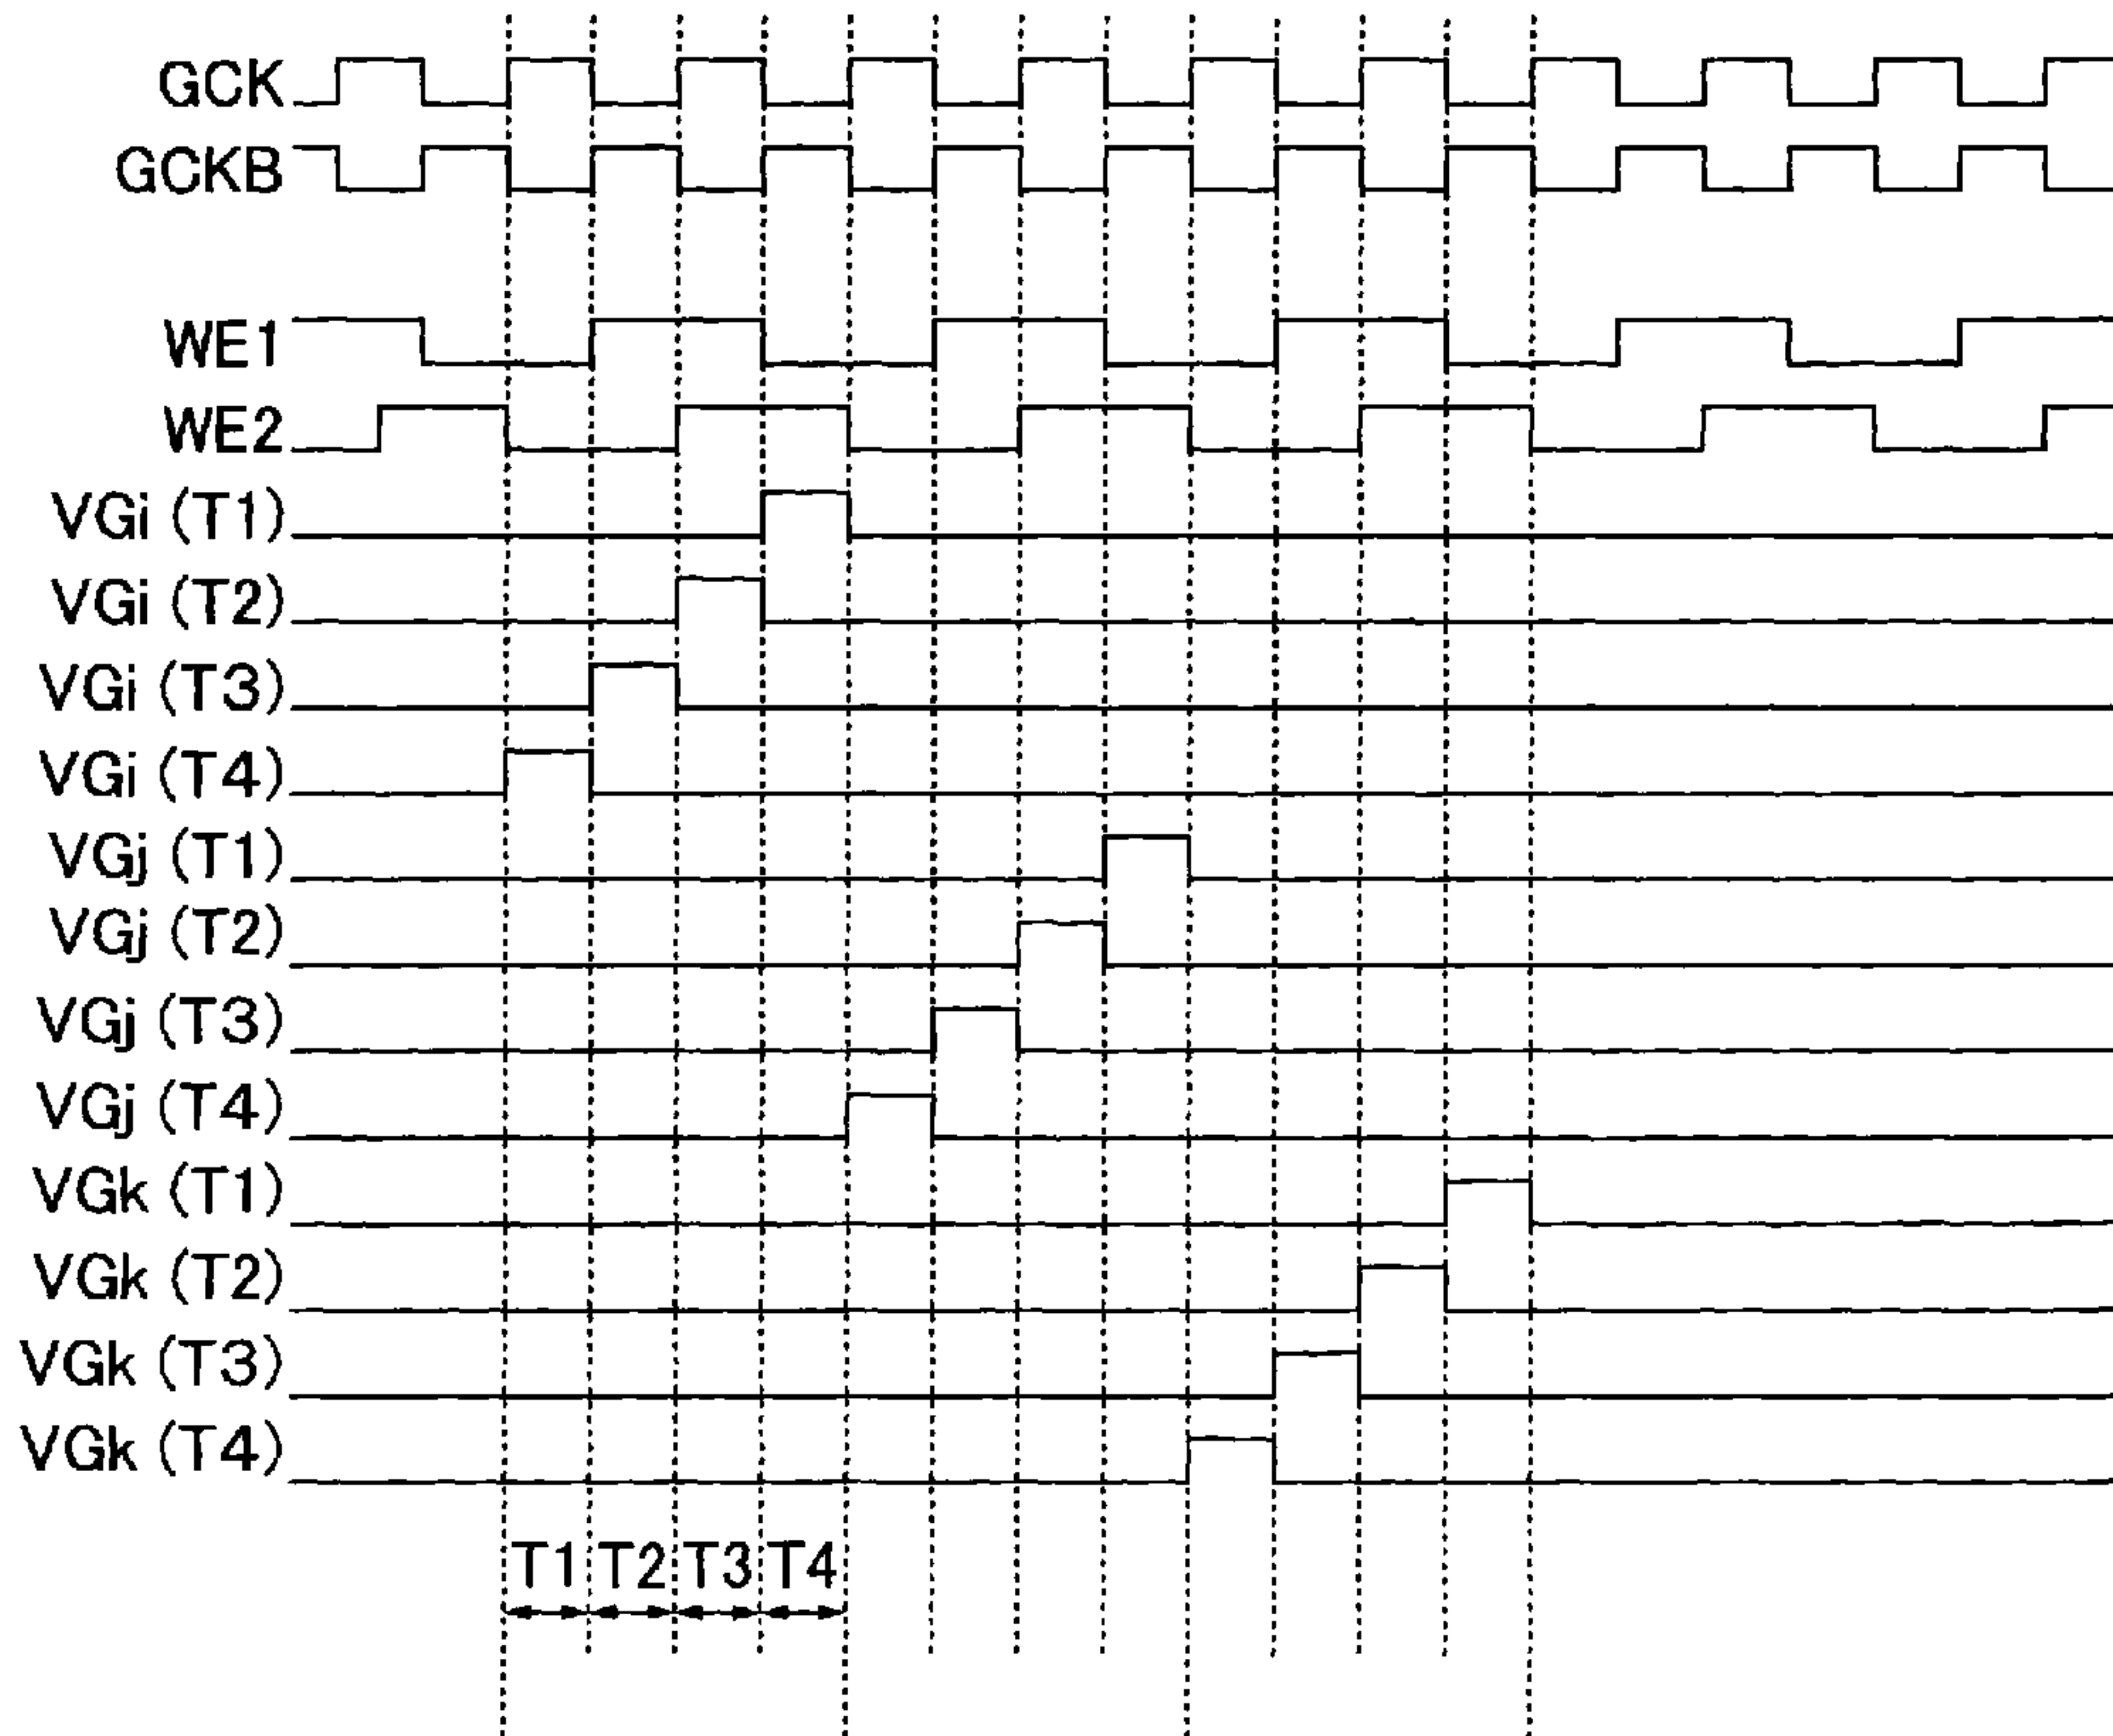 GCK
GCKB
WE1
WE2
VGi (T1)
VGi (T2)
VGi (T3)
VGi (T4)
VGj (T1)
VGj (T2)
VGj (T3)
VGj (T4)
VGk (T1)
VGk (T2)
VGk (T3)
VGk (T4)
T1 T2 T3 T4